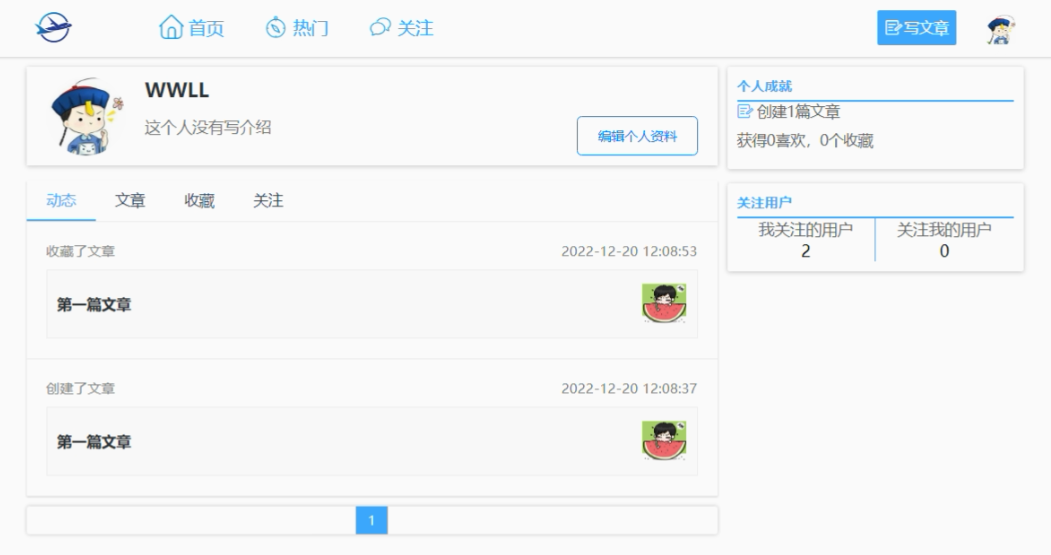 首页 热门 关注 写文章
WWLL
这个人没有写介绍
编辑个人资料
个人成就
创建1篇文章
获得0喜欢，0个收藏
动态 文章 收藏 关注
关注用户
我关注的用户 关注我的用户
2 0
收藏了文章 2022-12-20 12:08:53
第一篇文章
创建了文章 2022-12-20 12:08:37
第一篇文章
1